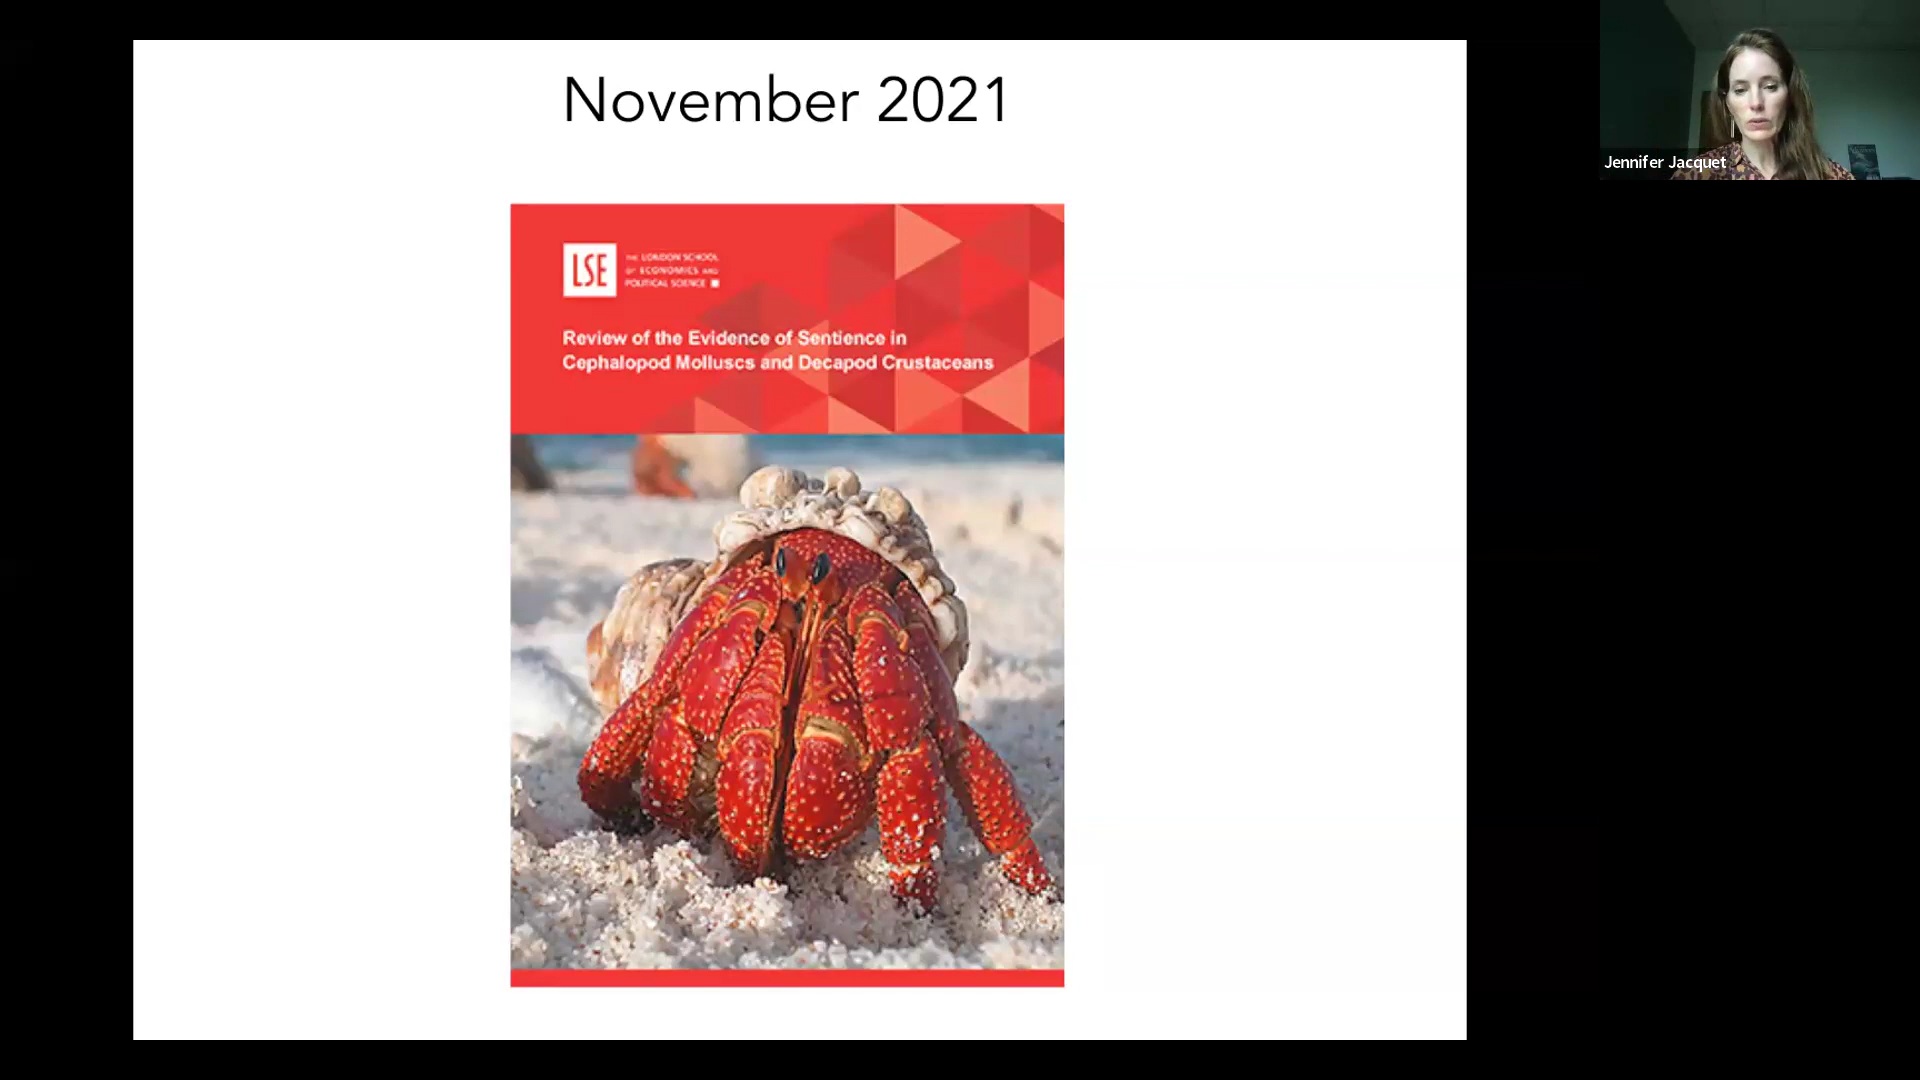 November 2021
LSE
THE LONDON SCHOOL
OF ECONOMICS AND
POLITICAL SCIENCE
Review of the Evidence of Sentience in
Cephalopod Molluscs and Decapod Crustaceans
Jennifer Jacquet